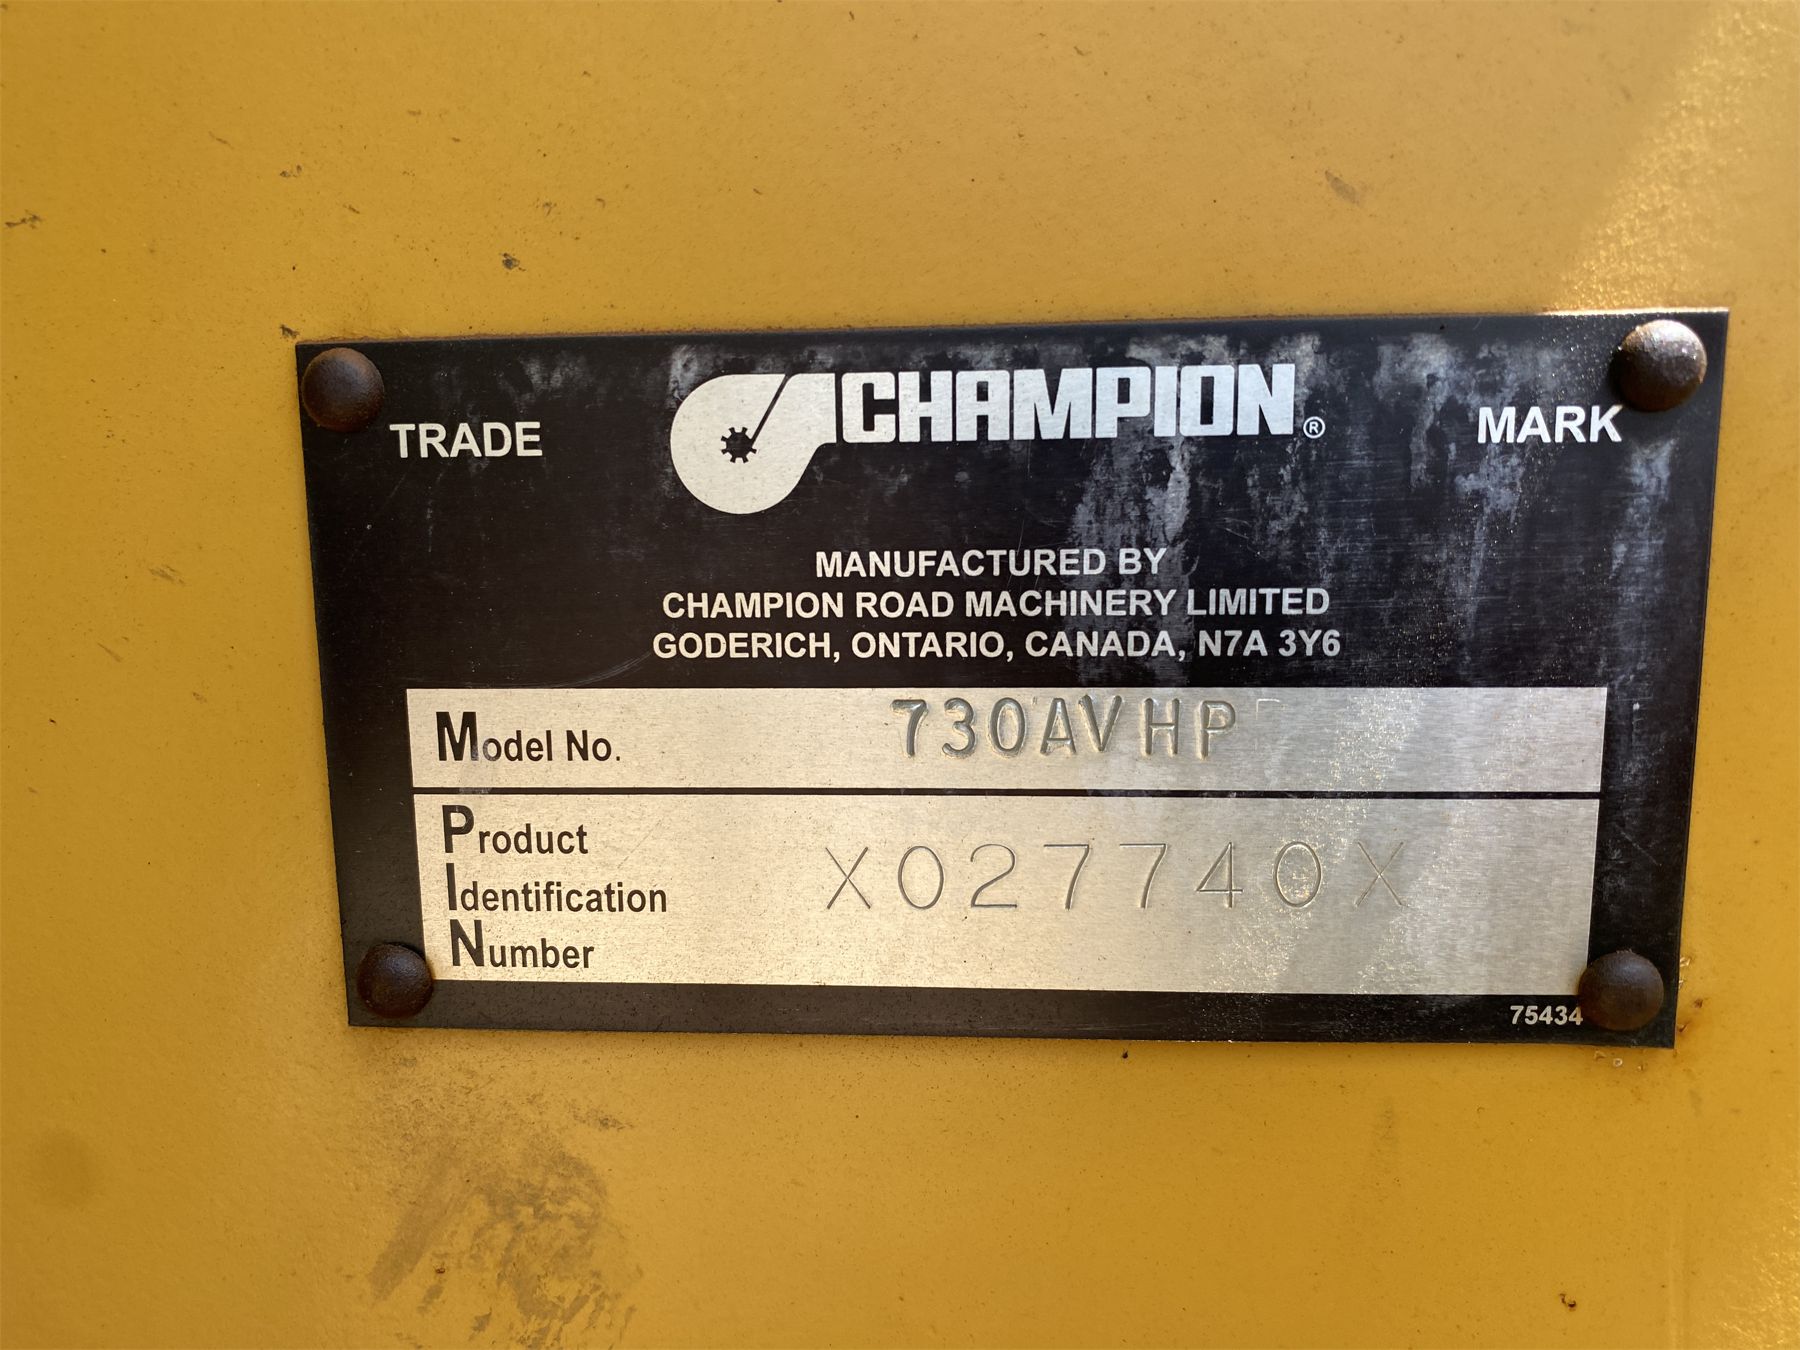 TRADE CHAMPION® MARK
MANUFACTURED BY
CHAMPION ROAD MACHINERY LIMITED
GODERICH, ONTARIO, CANADA, N7A 3Y6
Model No. 730AVHP
Product
Identification X027740X
Number
75434